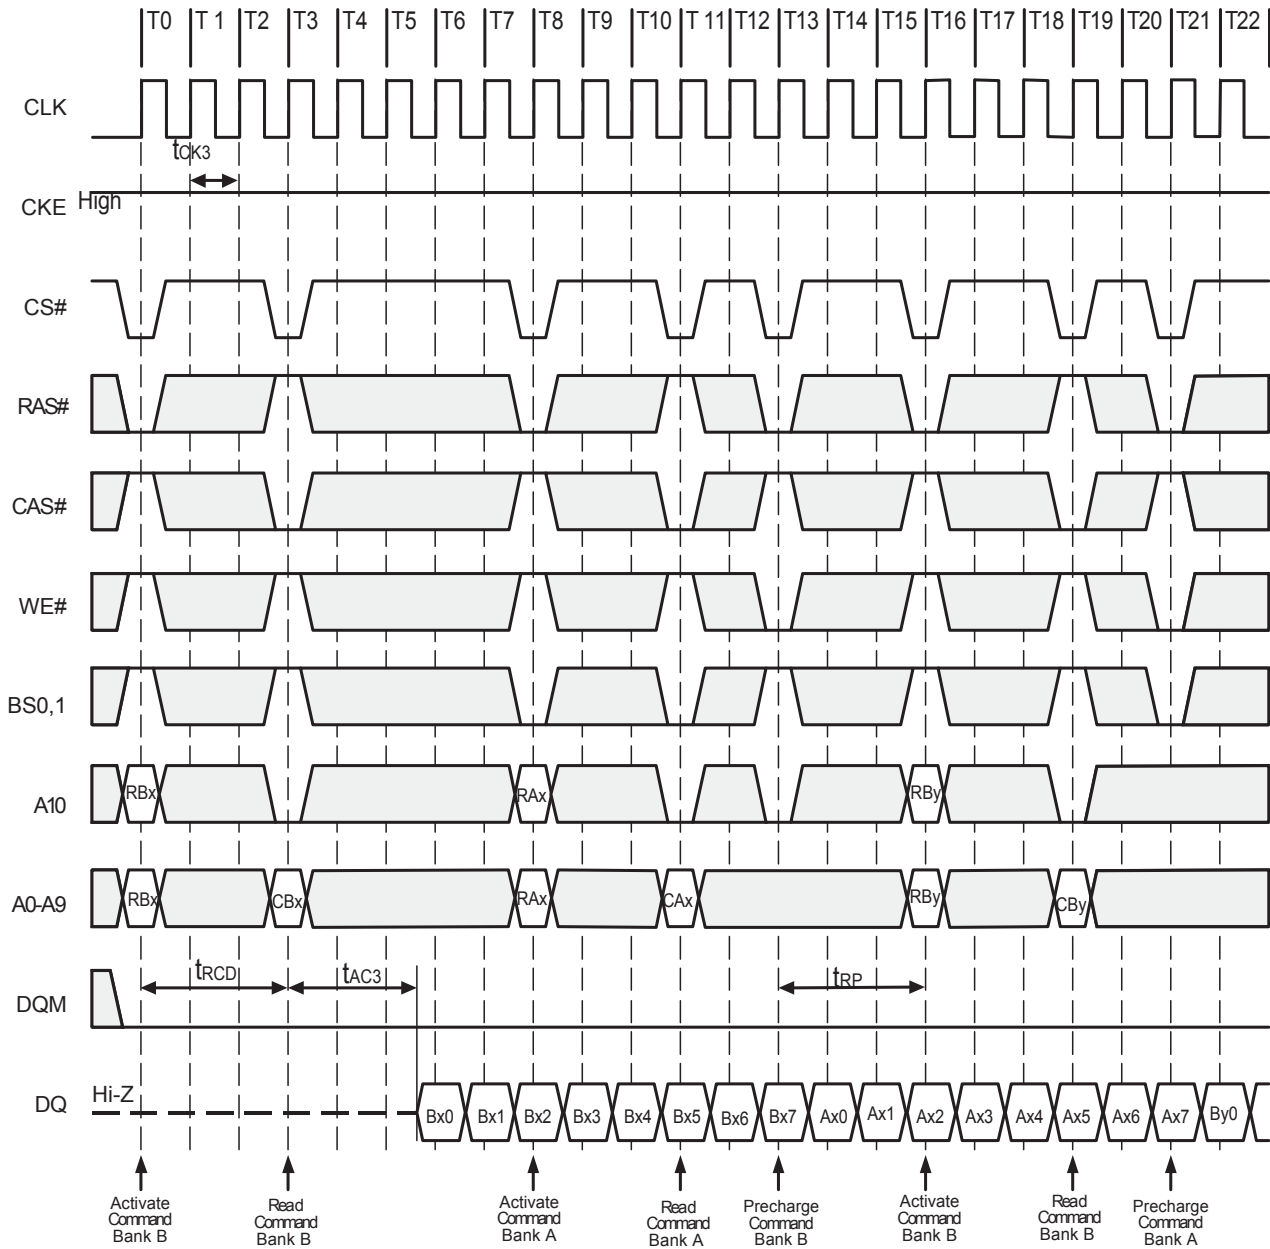 T0 T 1 T2 T3 T4 T5 T6 T7 T8 T9 T10 T 11 T12 T13 T14 T15 T16 T17 T18 T19 T20 T21 T22
CLK
tCK3
CKE High
CS#
RAS#
CAS#
WE#
BS0,1
A10 RBx RAx RBy
A0-A9 RBx CBx RAx CAx RBy CBy
tRCD tAC3 tRP
DQM
Hi-Z
DQ Bx0 Bx1 Bx2 Bx3 Bx4 Bx5 Bx6 Bx7 Ax0 Ax1 Ax2 Ax3 Ax4 Ax5 Ax6 Ax7 By0
Activate
Command
Bank B
Read
Command
Bank B
Activate
Command
Bank A
Read
Command
Bank A
Precharge
Command
Bank B
Activate
Command
Bank B
Read
Command
Bank B
Precharge
Command
Bank A